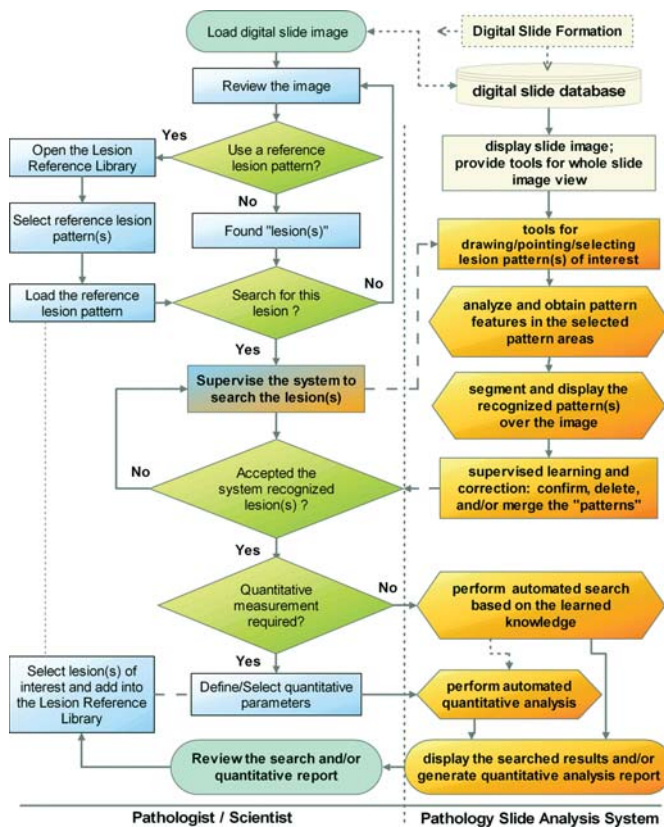 Load digital slide image
Digital Slide Formation
Review the image
digital slide database
Yes
Open the Lesion
Reference Library
Use a reference
lesion pattern?
display slide image;
provide tools for whole slide
image view
No
Select reference lesion
pattern(s)
Found "lesion(s)"
tools for
drawing/pointing/selecting
lesion pattern(s) of interest
No
Load the reference
lesion pattern
Search for this
lesion ?
analyze and obtain pattern
features in the selected
pattern areas
Yes
Supervise the system to
search the lesion(s)
segment and display the
recognized pattern(s)
over the image
No
Accepted the
system recognized
lesion(s) ?
supervised learning and
correction: confirm, delete,
and/or merge the "patterns"
Yes
Quantitative
measurement
required?
No
perform automated search
based on the learned
knowledge
Yes
Select lesion(s) of
interest and add into
the Lesion Reference
Library
Define/Select quantitative
parameters
perform automated
quantitative analysis
Review the search and/or
quantitative report
display the searched results and/or
generate quantitative analysis report
Pathologist / Scientist
Pathology Slide Analysis System